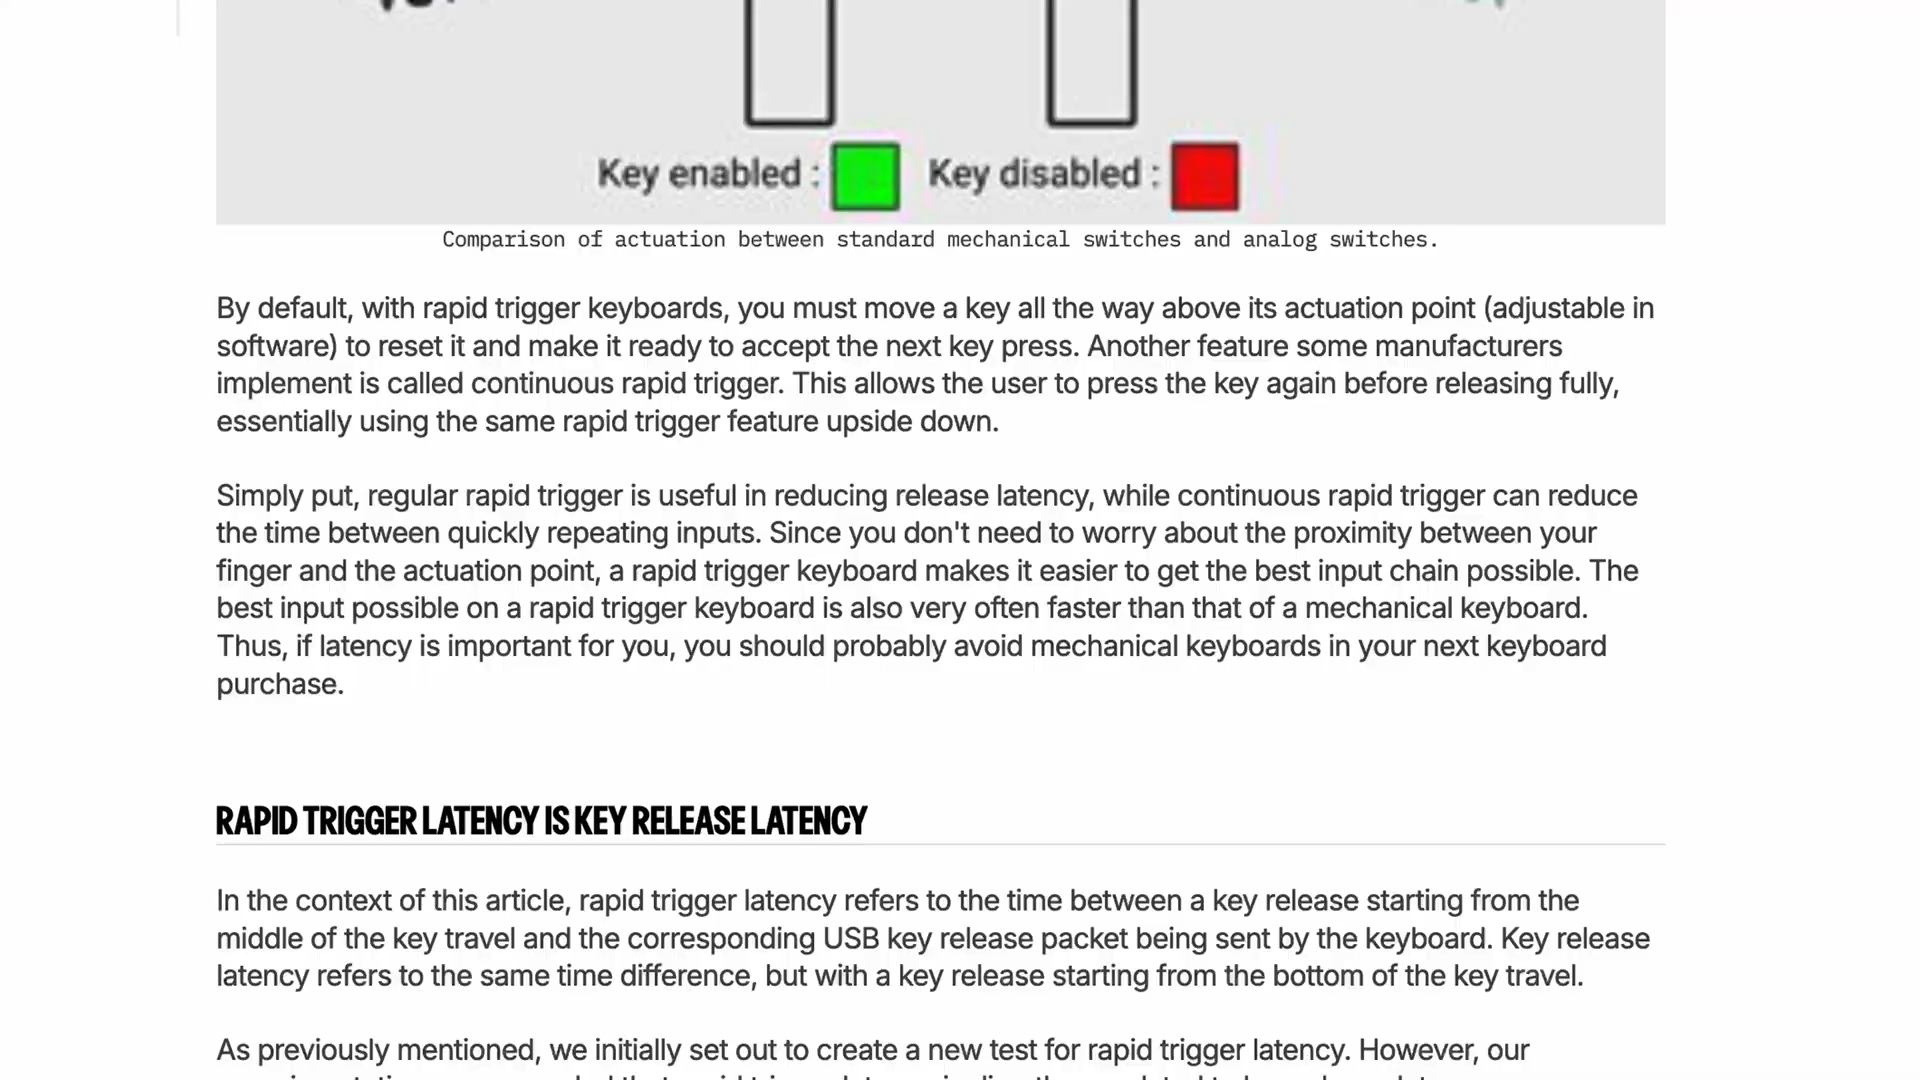 Key enabled : Key disabled :
Comparison of actuation between standard mechanical switches and analog switches.
By default, with rapid trigger keyboards, you must move a key all the way above its actuation point (adjustable in
software) to reset it and make it ready to accept the next key press. Another feature some manufacturers
implement is called continuous rapid trigger. This allows the user to press the key again before releasing fully,
essentially using the same rapid trigger feature upside down.
Simply put, regular rapid trigger is useful in reducing release latency, while continuous rapid trigger can reduce
the time between quickly repeating inputs. Since you don't need to worry about the proximity between your
finger and the actuation point, a rapid trigger keyboard makes it easier to get the best input chain possible. The
best input possible on a rapid trigger keyboard is also very often faster than that of a mechanical keyboard.
Thus, if latency is important for you, you should probably avoid mechanical keyboards in your next keyboard
purchase.
RAPID TRIGGER LATENCY IS KEY RELEASE LATENCY
In the context of this article, rapid trigger latency refers to the time between a key release starting from the
middle of the key travel and the corresponding USB key release packet being sent by the keyboard. Key release
latency refers to the same time difference, but with a key release starting from the bottom of the key travel.
As previously mentioned, we initially set out to create a new test for rapid trigger latency. However, our